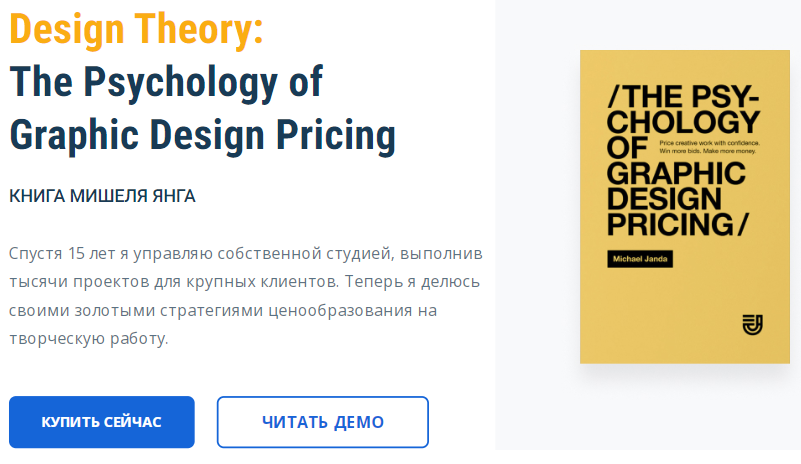 Design Theory:
The Psychology of
Graphic Design Pricing
КНИГА МИШЕЛЯ ЯНГА
Спустя 15 лет я управляю собственной студией, выполнив
тысячи проектов для крупных клиентов. Теперь я делюсь
своими золотыми стратегиями ценообразования на
творческую работу.
КУПИТЬ СЕЙЧАС
ЧИТАТЬ ДЕМО
/THE PSY-
CHOLOGY
OF
Price creative work with confidence.
Win more bids. Make more money.
GRAPHIC
DESIGN
PRICING/
Michael Janda